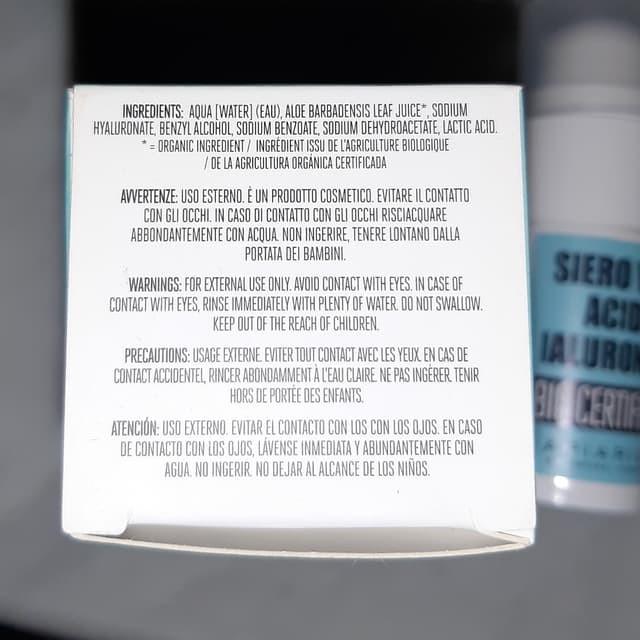 INGREDIENTS: AQUA [WATER] (EAU), ALOE BARBADENSIS LEAF JUICE*, SODIUM
HYALURONATE, BENZYL ALCOHOL, SODIUM BENZOATE, SODIUM DEHYDROACETATE, LACTIC ACID.
* = ORGANIC INGREDIENT / INGRÉDIENT ISSU DE L'AGRICULTURE BIOLOGIQUE
/ DE LA AGRICULTURA ORGÁNICA CERTIFICADA
AVVERTENZE: USO ESTERNO. È UN PRODOTTO COSMETICO. EVITARE IL CONTATTO
CON GLI OCCHI. IN CASO DI CONTATTO CON GLI OCCHI RISCIACQUARE
ABBONDANTEMENTE CON ACQUA. NON INGERIRE, TENERE LONTANO DALLA
PORTATA DEI BAMBINI.
WARNINGS: FOR EXTERNAL USE ONLY. AVOID CONTACT WITH EYES. IN CASE OF
CONTACT WITH EYES, RINSE IMMEDIATELY WITH PLENTY OF WATER. DO NOT SWALLOW.
KEEP OUT OF THE REACH OF CHILDREN.
PRECAUTIONS: USAGE EXTERNE. EVITER TOUT CONTACT AVEC LES YEUX. EN CAS DE
CONTACT ACCIDENTEL, RINCER ABONDAMMENT À L'EAU CLAIRE. NE PAS INGÉRER. TENIR
HORS DE PORTÉE DES ENFANTS.
ATENCIÓN: USO EXTERNO. EVITAR EL CONTACTO CON LOS CON LOS OJOS. EN CASO
DE CONTACTO CON LOS OJOS, LÁVENSE INMEDIATA Y ABUNDANTEMENTE CON
AGUA. NO INGERIR. NO DEJAR AL ALCANCE DE LOS NIÑOS.
SIERO
ACID
IALURON
BIO CERTIF